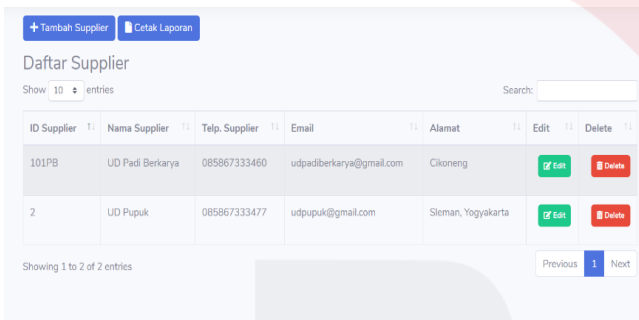 + Tambah Supplier Cetak Laporan
Daftar Supplier
Show 10 entries Search:
ID Supplier Nama Supplier Telp. Supplier Email Alamat Edit Delete
101PB UD Padi Berkarya 085867333460 udpadiberkarya@gmail.com Cikoneng Edit Delete
2 UD Pupuk 085867333477 udpupuk@gmail.com Sleman, Yogyakarta Edit Delete
Showing 1 to 2 of 2 entries Previous 1 Next